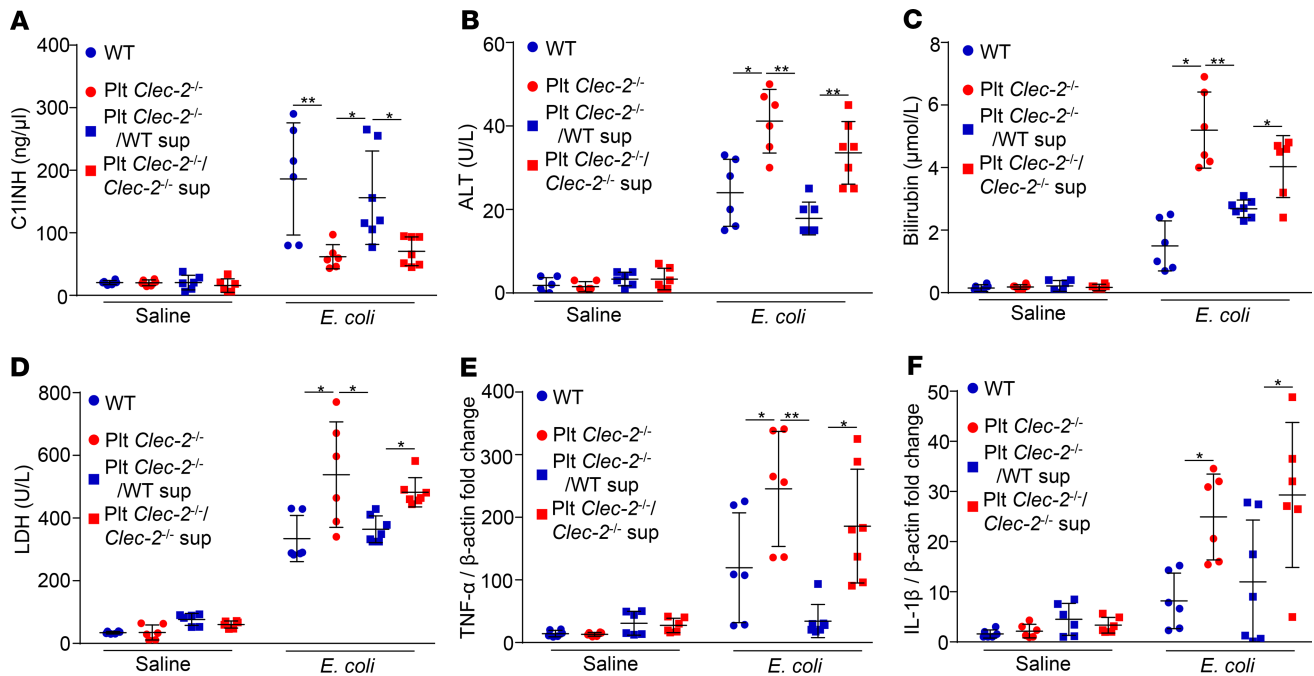 A
C1INH (ng/µl)
400
300
200
100
0
WT
Plt Clec-2-/-
Plt Clec-2-/-
/WT sup
Plt Clec-2-/-/
Clec-2-/- sup
**
*
*
Saline
E. coli
B
ALT (U/L)
60
40
20
0
WT
Plt Clec-2-/-
Plt Clec-2-/-
/WT sup
Plt Clec-2-/-/
Clec-2-/- sup
*
**
**
Saline
E. coli
C
Bilirubin (µmol/L)
8
6
4
2
0
WT
Plt Clec-2-/-
Plt Clec-2-/-
/WT sup
Plt Clec-2-/-/
Clec-2-/- sup
*
**
*
Saline
E. coli
D
LDH (U/L)
800
600
400
200
0
WT
Plt Clec-2-/-
Plt Clec-2-/-
/WT sup
Plt Clec-2-/-/
Clec-2-/- sup
*
*
*
Saline
E. coli
E
TNF-α / β-actin fold change
400
300
200
100
0
WT
Plt Clec-2-/-
Plt Clec-2-/-
/WT sup
Plt Clec-2-/-/
Clec-2-/- sup
*
**
*
Saline
E. coli
F
IL-1β / β-actin fold change
50
40
30
20
10
0
WT
Plt Clec-2-/-
Plt Clec-2-/-
/WT sup
Plt Clec-2-/-/
Clec-2-/- sup
*
*
Saline
E. coli